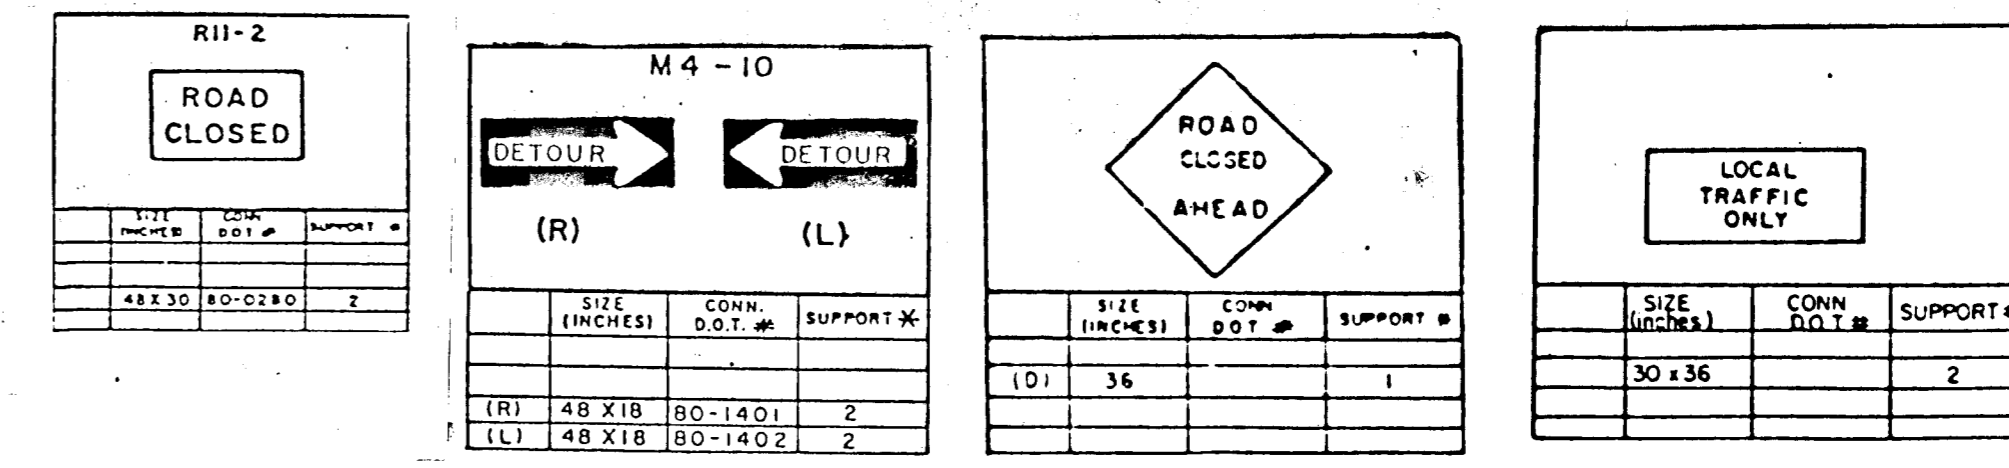 R11-2
ROAD
CLOSED
SIZE (INCHES) CONN DOT # SUPPORT #
48 X 30 80-0280 2
M4-10
DETOUR DETOUR
(R) (L)
SIZE (INCHES) CONN. D.O.T. # SUPPORT #
(R) 48 X18 80-1401 2
(L) 48 X18 80-1402 2
ROAD
CLOSED
AHEAD
SIZE (INCHES) CONN DOT # SUPPORT #
(D) 36 1
LOCAL
TRAFFIC
ONLY
SIZE (inches) CONN D.O.T # SUPPORT #
30 x 36 2